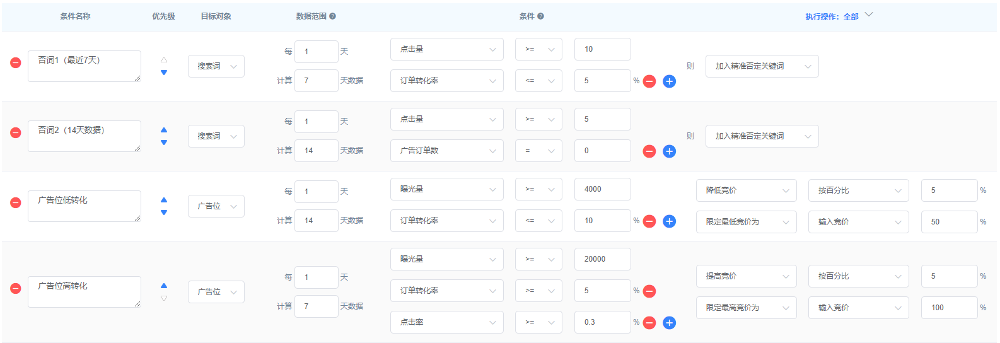 条件名称 优先级 目标对象 数据范围 ? 条件 ? 执行操作：全部
否词1（最近7天） 搜索词 每 1 天 点击量 >= 10 则 加入精准否定关键词
计算 7 天数据 订单转化率 <= 5 %
否词2（14天数据） 搜索词 每 1 天 点击量 >= 5 则 加入精准否定关键词
计算 14 天数据 广告订单数 = 0
广告位低转化 广告位 每 1 天 曝光量 >= 4000 降低竞价 按百分比 5 %
计算 14 天数据 订单转化率 <= 10 % 限定最低竞价为 输入竞价 50 %
广告位高转化 广告位 每 1 天 曝光量 >= 20000 提高竞价 按百分比 5 %
计算 7 天数据 订单转化率 >= 5 % 限定最高竞价为 输入竞价 100 %
点击率 >= 0.3 %